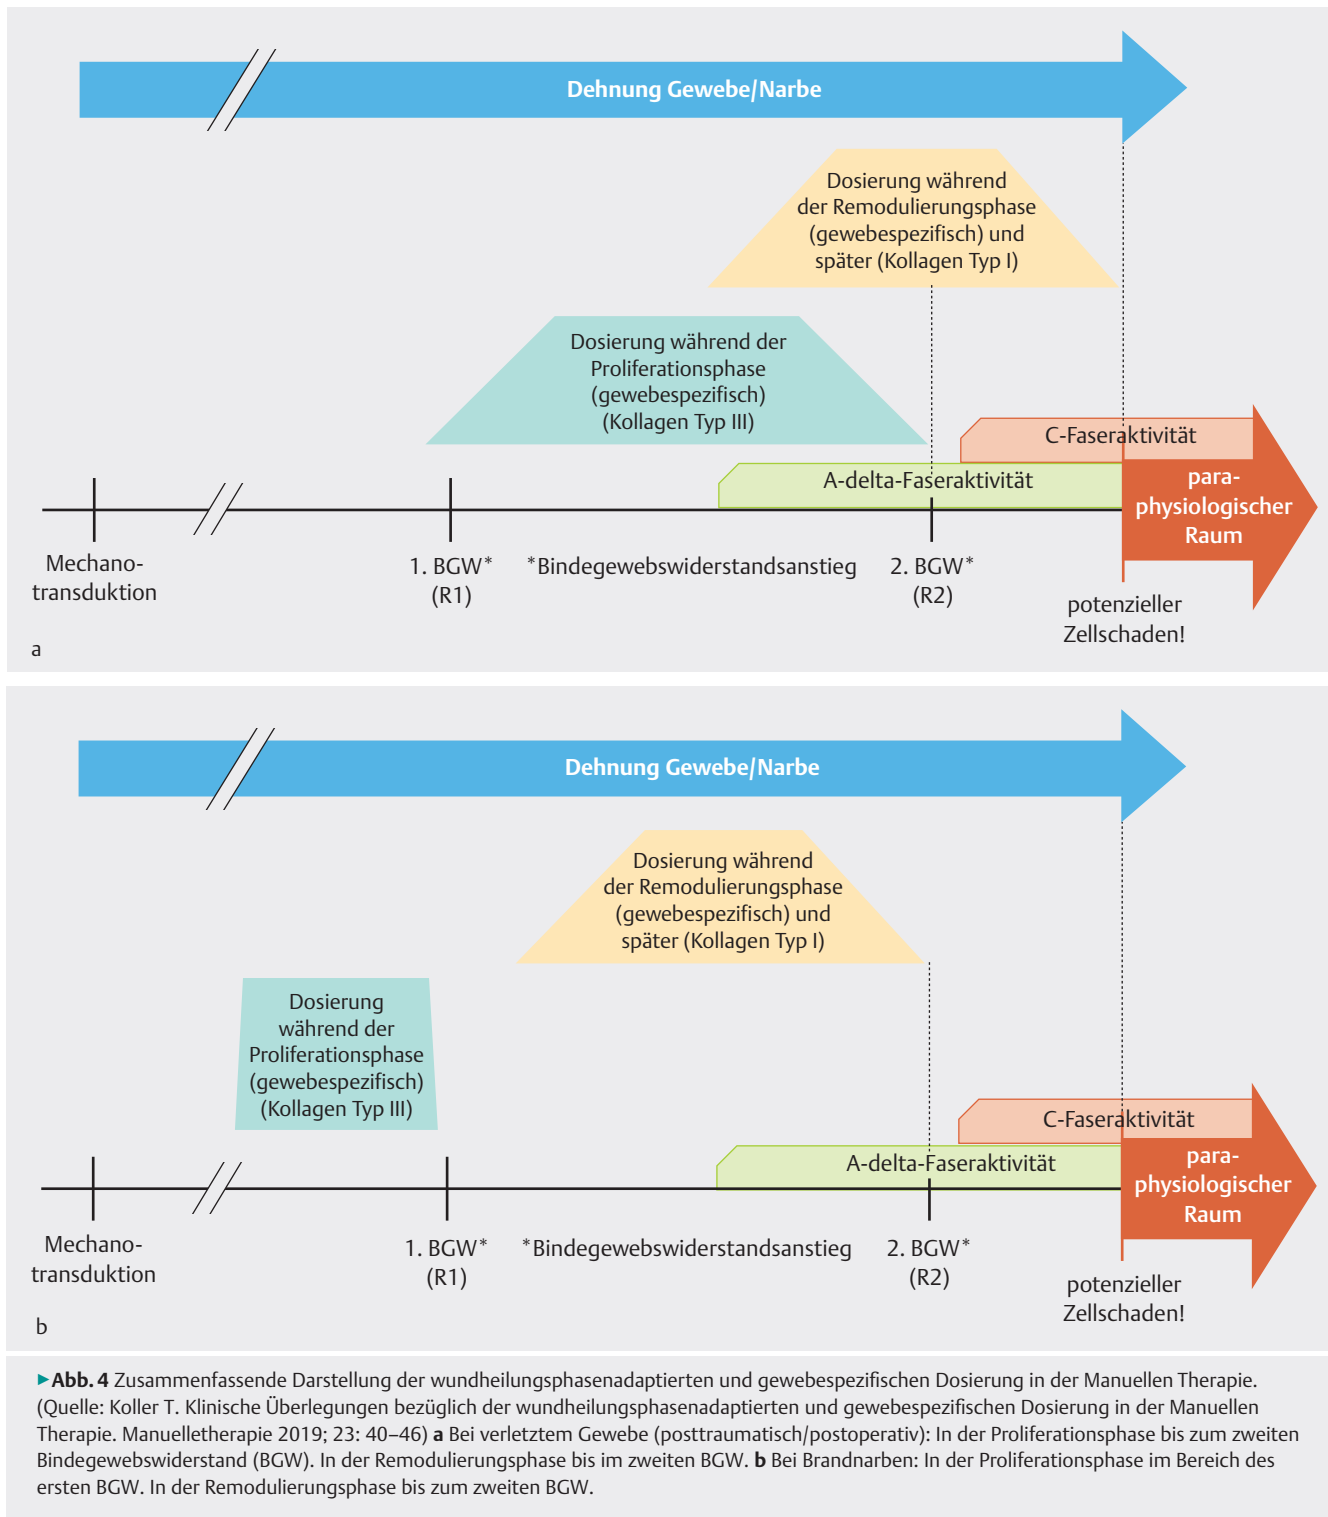 Dehnung Gewebe/Narbe
Dosierung während
der Remodulierungsphase
(gewebespezifisch) und
später (Kollagen Typ I)
Dosierung während der
Proliferationsphase
(gewebespezifisch)
(Kollagen Typ III)
C-Faseraktivität
A-delta-Faseraktivität
para-
physiologischer
Raum
Mechano-
transduktion
1. BGW*
(R1)
*Bindegewebswiderstandsanstieg
2. BGW*
(R2)
potenzieller
Zellschaden!
a
Dehnung Gewebe/Narbe
Dosierung während
der Remodulierungsphase
(gewebespezifisch) und
später (Kollagen Typ I)
Dosierung
während der
Proliferationsphase
(gewebespezifisch)
(Kollagen Typ III)
C-Faseraktivität
A-delta-Faseraktivität
para-
physiologischer
Raum
Mechano-
transduktion
1. BGW*
(R1)
*Bindegewebswiderstandsanstieg
2. BGW*
(R2)
potenzieller
Zellschaden!
b
►Abb. 4 Zusammenfassende Darstellung der wundheilungsphasenadaptierten und gewebespezifischen Dosierung in der Manuellen Therapie.
(Quelle: Koller T. Klinische Überlegungen bezüglich der wundheilungsphasenadaptierten und gewebespezifischen Dosierung in der Manuellen
Therapie. Manuelletherapie 2019; 23: 40–46) a Bei verletztem Gewebe (posttraumatisch/postoperativ): In der Proliferationsphase bis zum zweiten
Bindegewebswiderstand (BGW). In der Remodulierungsphase bis im zweiten BGW. b Bei Brandnarben: In der Proliferationsphase im Bereich des
ersten BGW. In der Remodulierungsphase bis zum zweiten BGW.